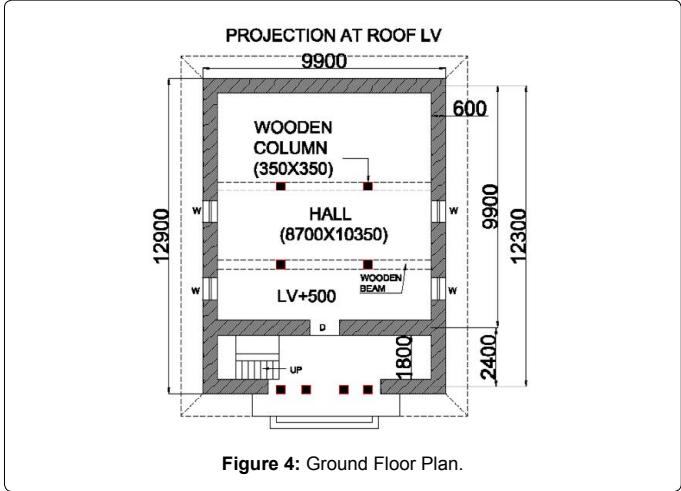 PROJECTION AT ROOF LV
9900
600
WOODEN
COLUMN
(350X350)
W
W
HALL
(8700X10350)
12900
9900
12300
W
W
WOODEN
BEAM
LV+500
D
UP
1800
2400
Figure 4: Ground Floor Plan.